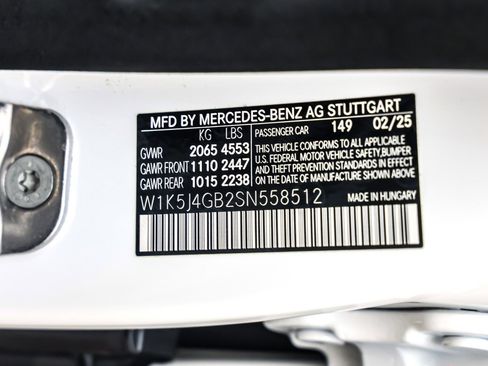 MFD BY MERCEDES-BENZ AG STUTTGART
KG LBS PASSENGER CAR 149 02/25
GVWR 2065 4553
GAWR FRONT 1110 2447
GAWR REAR 1015 2238
THIS VEHICLE CONFORMS TO ALL APPLICABLE
U.S. FEDERAL MOTOR VEHICLE SAFETY,BUMPER
AND THEFT PREVENTION STANDARDS IN EFFECT
ON THE DATE OF MANUFACTURE SHOWN ABOVE.
W1K5J4GB2SN558512
MADE IN HUNGARY